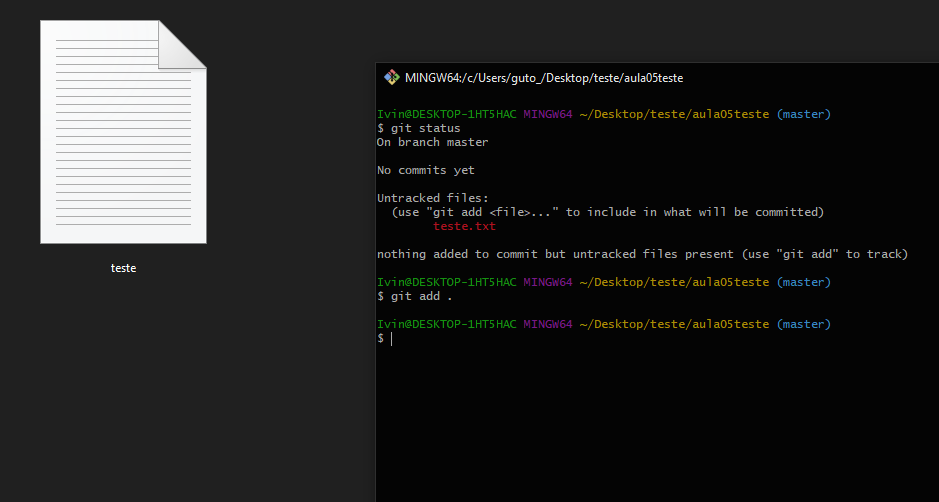 teste
MINGW64:/c/Users/guto_/Desktop/teste/aula05teste
Ivin@DESKTOP-1HT5HAC MINGW64 ~/Desktop/teste/aula05teste (master)
$ git status
On branch master
No commits yet
Untracked files:
(use "git add <file>..." to include in what will be committed)
teste.txt
nothing added to commit but untracked files present (use "git add" to track)
Ivin@DESKTOP-1HT5HAC MINGW64 ~/Desktop/teste/aula05teste (master)
$ git add .
Ivin@DESKTOP-1HT5HAC MINGW64 ~/Desktop/teste/aula05teste (master)
$